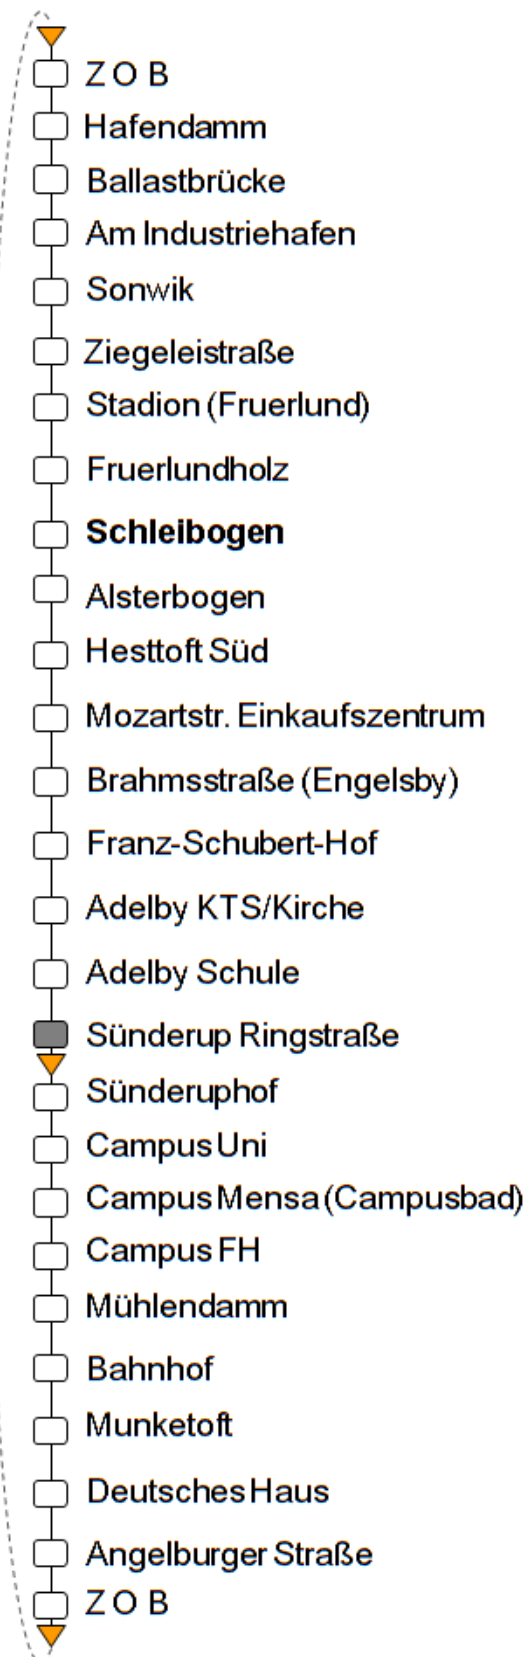 Z O B
Hafendamm
Ballastbrücke
Am Industriehafen
Sonwik
Ziegeleistraße
Stadion (Fruerlund)
Fruerlundholz
Schleibogen
Alsterbogen
Hesttoft Süd
Mozartstr. Einkaufszentrum
Brahmsstraße (Engelsby)
Franz-Schubert-Hof
Adelby KTS/Kirche
Adelby Schule
Sünderup Ringstraße
Sünderuphof
Campus Uni
Campus Mensa (Campusbad)
Campus FH
Mühlendamm
Bahnhof
Munketoft
Deutsches Haus
Angelburger Straße
Z O B